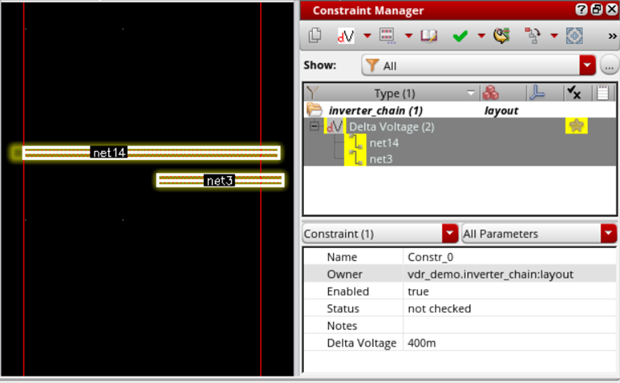 Constraint Manager
Show: All
Type (1)
inverter_chain (1) layout
Delta Voltage (2)
net14
net3
net14
net3
Constraint (1) All Parameters
Name Constr_0
Owner vdr_demo.inverter_chain:layout
Enabled true
Status not checked
Notes
Delta Voltage 400m